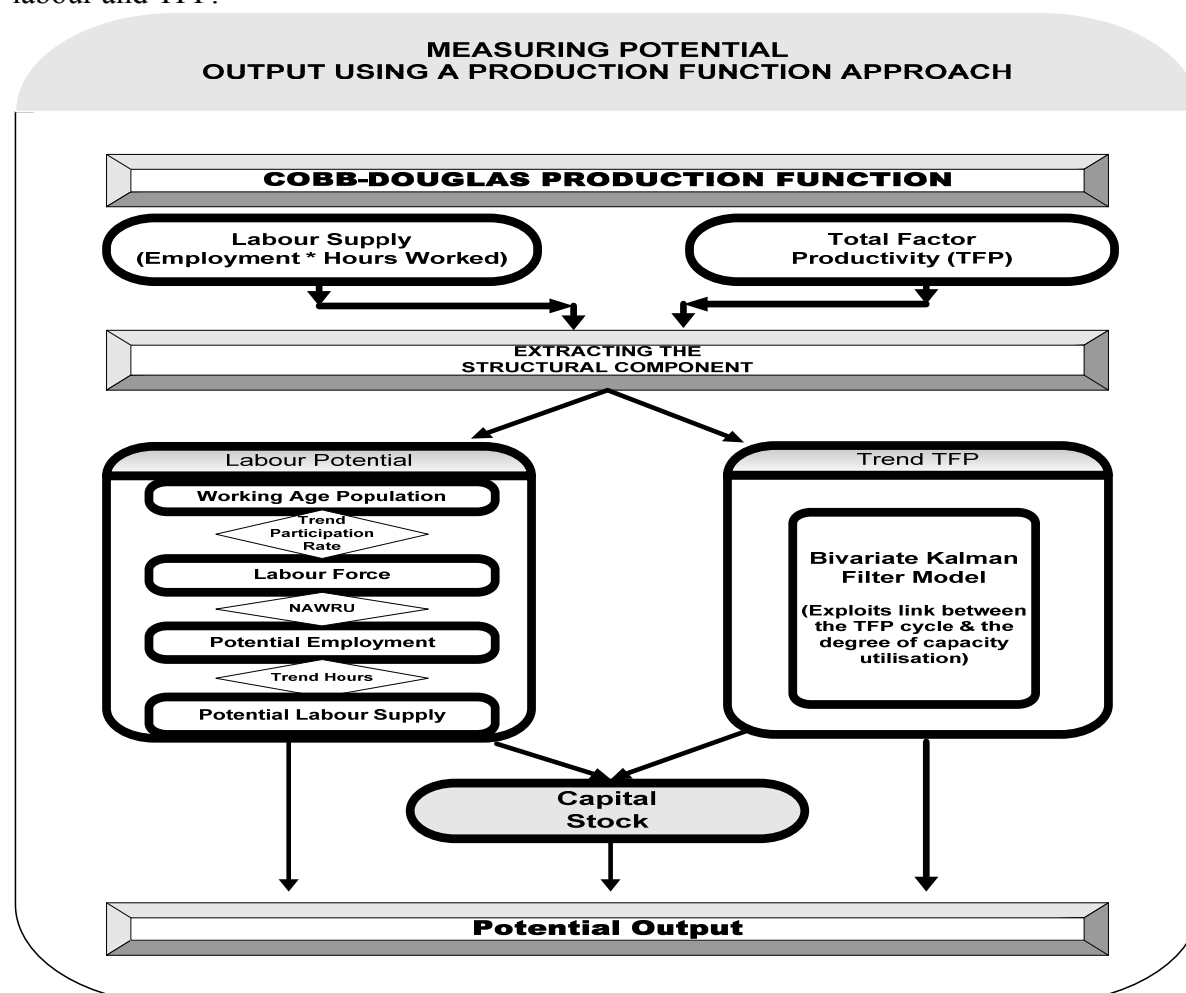 labour and TFP.
MEASURING POTENTIAL
OUTPUT USING A PRODUCTION FUNCTION APPROACH
COBB-DOUGLAS PRODUCTION FUNCTION
Labour Supply
(Employment * Hours Worked)
Total Factor
Productivity (TFP)
EXTRACTING THE
STRUCTURAL COMPONENT
Labour Potential
Working Age Population
Trend
Participation
Rate
Labour Force
NAWRU
Potential Employment
Trend Hours
Potential Labour Supply
Trend TFP
Bivariate Kalman
Filter Model
(Exploits link between
the TFP cycle & the
degree of capacity
utilisation)
Capital
Stock
Potential Output